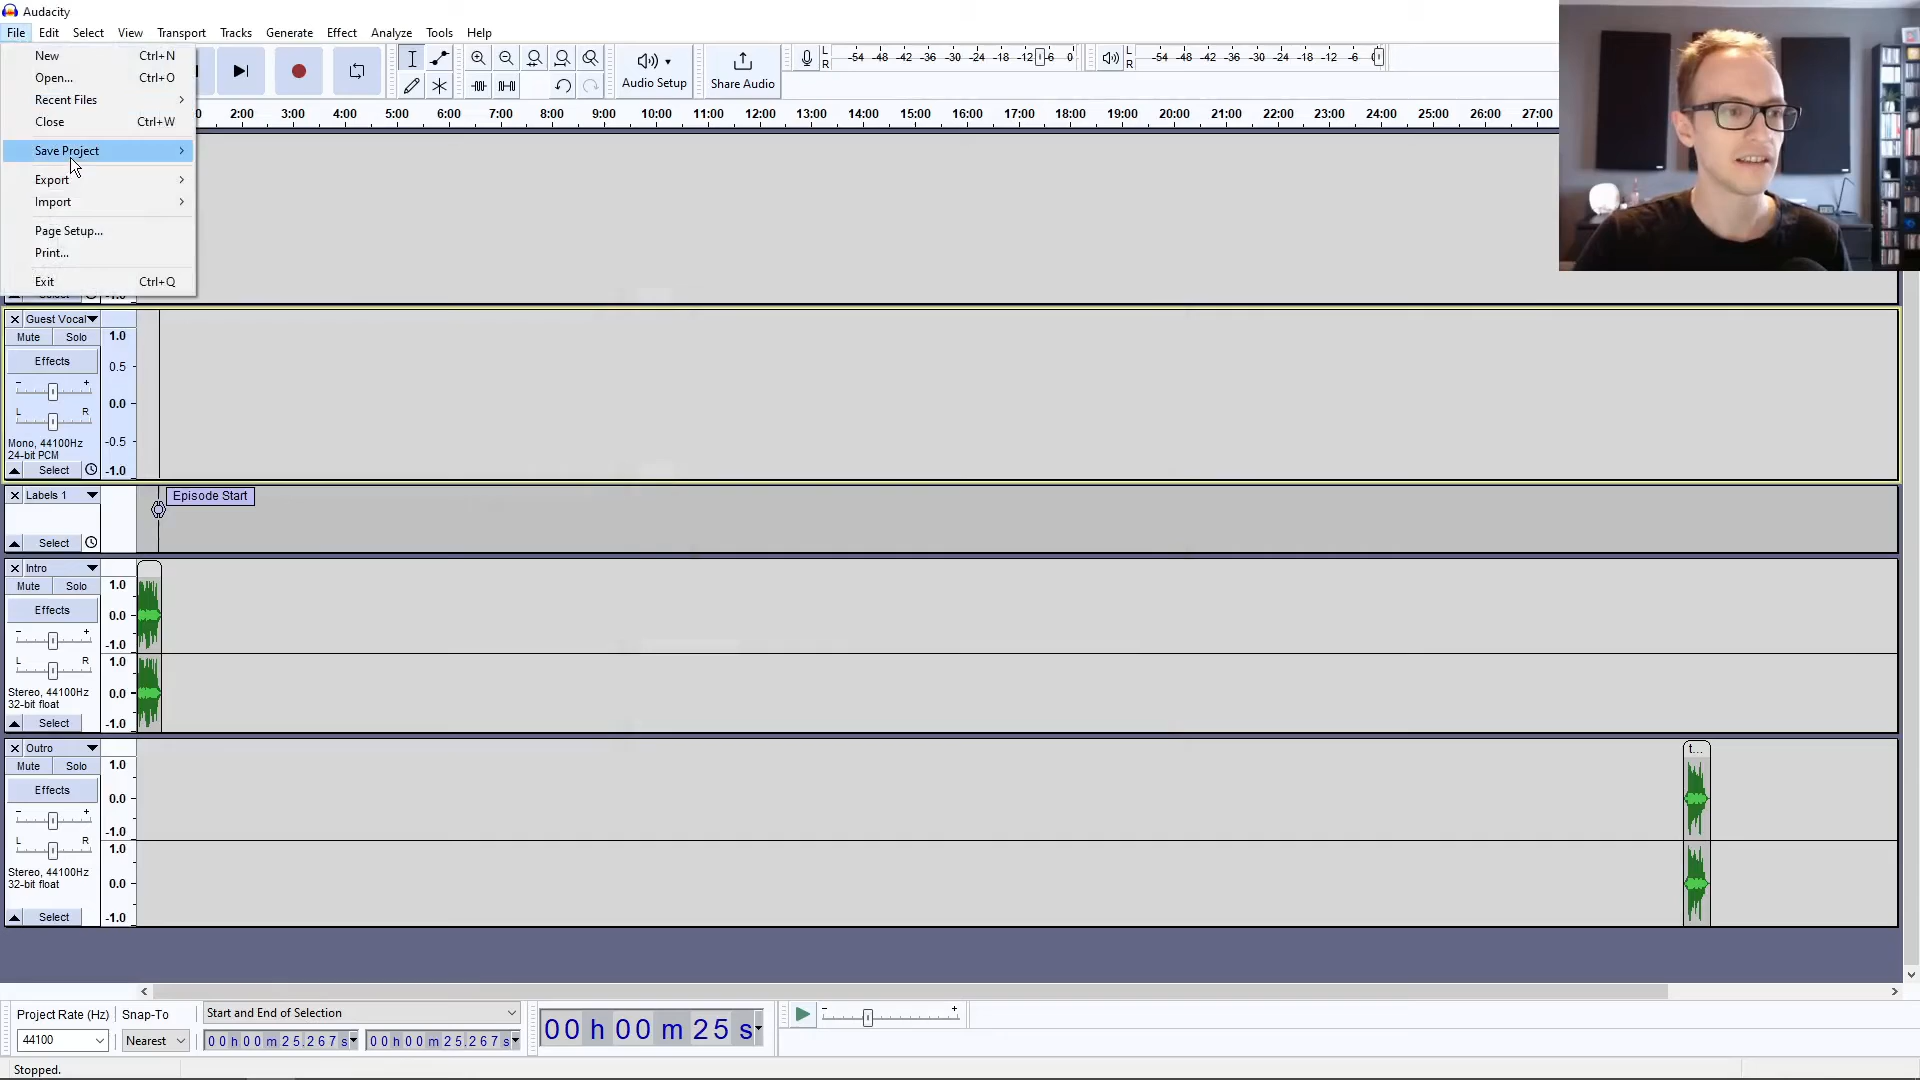 Audacity
File Edit Select View Transport Tracks Generate Effect Analyze Tools Help
New Ctrl+N
Open... Ctrl+O
Recent Files
Close Ctrl+W
Save Project
Export
Import
Page Setup...
Print...
Exit Ctrl+Q
Audio Setup
Share Audio
L
R
-54 -48 -42 -36 -30 -24 -18 -12 -6 0
L
R
-54 -48 -42 -36 -30 -24 -18 -12 -6 0
2:00 3:00 4:00 5:00 6:00 7:00 8:00 9:00 10:00 11:00 12:00 13:00 14:00 15:00 16:00 17:00 18:00 19:00 20:00 21:00 22:00 23:00 24:00 25:00 26:00 27:00
Guest Vocal
Mute Solo
Effects
- +
L R
Mono, 44100Hz
24-bit PCM
Select
1.0
0.5
0.0
-0.5
-1.0
Labels 1
Episode Start
Select
Intro
Mute Solo
Effects
- +
L R
Stereo, 44100Hz
32-bit float
Select
1.0
0.0
-1.0
1.0
0.0
-1.0
Outro
Mute Solo
Effects
- +
L R
Stereo, 44100Hz
32-bit float
Select
1.0
0.0
-1.0
1.0
0.0
-1.0
t...
Project Rate (Hz) Snap-To
44100 Nearest
Start and End of Selection
00h00m25.267s 00h00m25.267s
00 h 00 m 25 s
- +
Stopped.